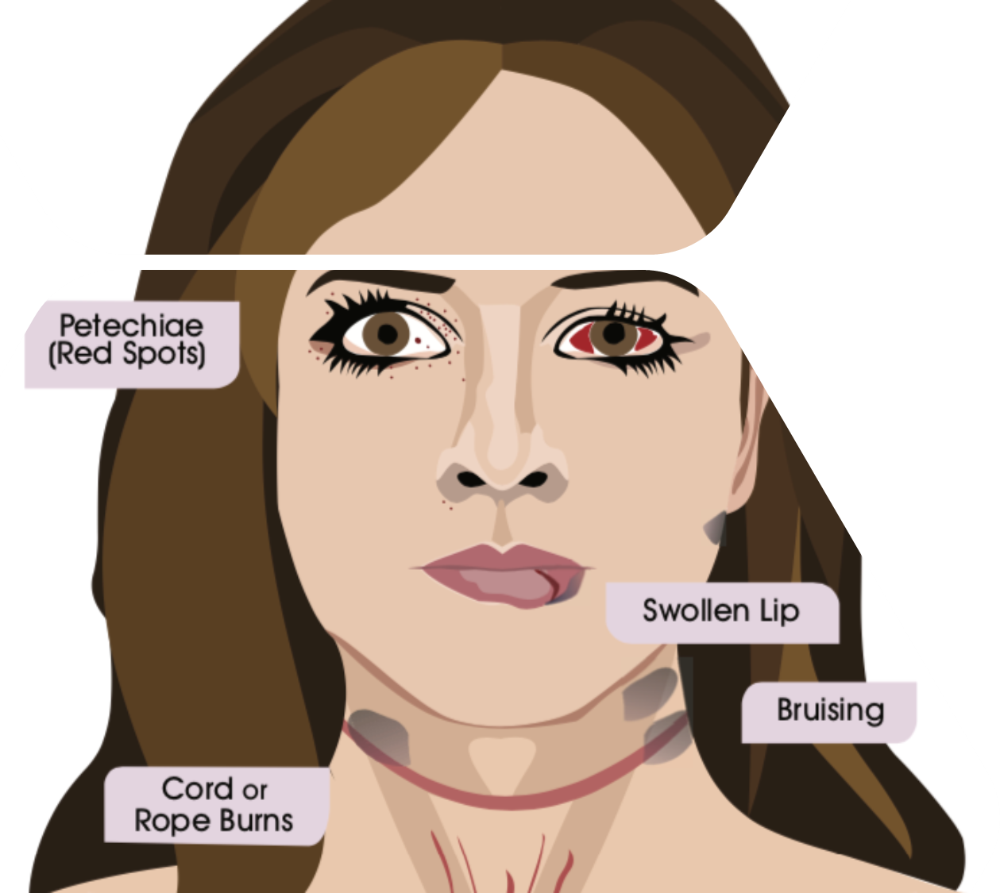 Petechiae
(Red Spots)
Swollen Lip
Bruising
Cord or
Rope Burns